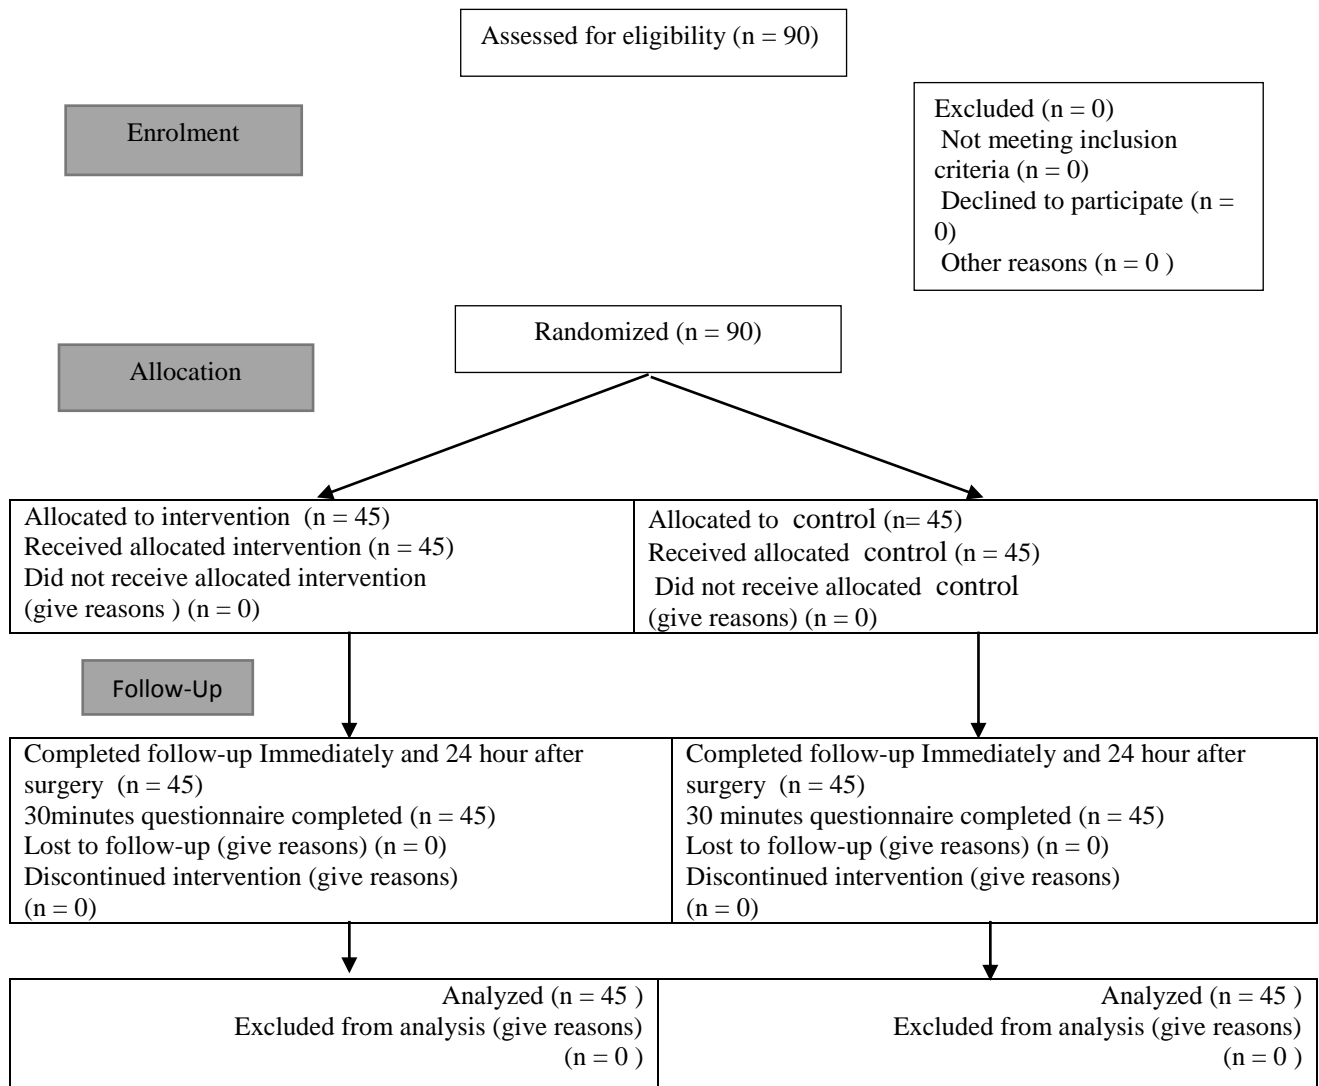 Assessed for eligibility (n = 90)
Enrolment
Excluded (n = 0)
Not meeting inclusion
criteria (n = 0)
Declined to participate (n =
0)
Other reasons (n = 0 )
Randomized (n = 90)
Allocation
Allocated to intervention (n = 45)
Received allocated intervention (n = 45)
Did not receive allocated intervention
(give reasons ) (n = 0)
Allocated to control (n= 45)
Received allocated control (n = 45)
Did not receive allocated control
(give reasons) (n = 0)
Follow-Up
Completed follow-up Immediately and 24 hour after
surgery (n = 45)
30minutes questionnaire completed (n = 45)
Lost to follow-up (give reasons) (n = 0)
Discontinued intervention (give reasons)
(n = 0)
Completed follow-up Immediately and 24 hour after
surgery (n = 45)
30 minutes questionnaire completed (n = 45)
Lost to follow-up (give reasons) (n = 0)
Discontinued intervention (give reasons)
(n = 0)
Analyzed (n = 45 )
Excluded from analysis (give reasons)
(n = 0 )
Analyzed (n = 45 )
Excluded from analysis (give reasons)
(n = 0 )